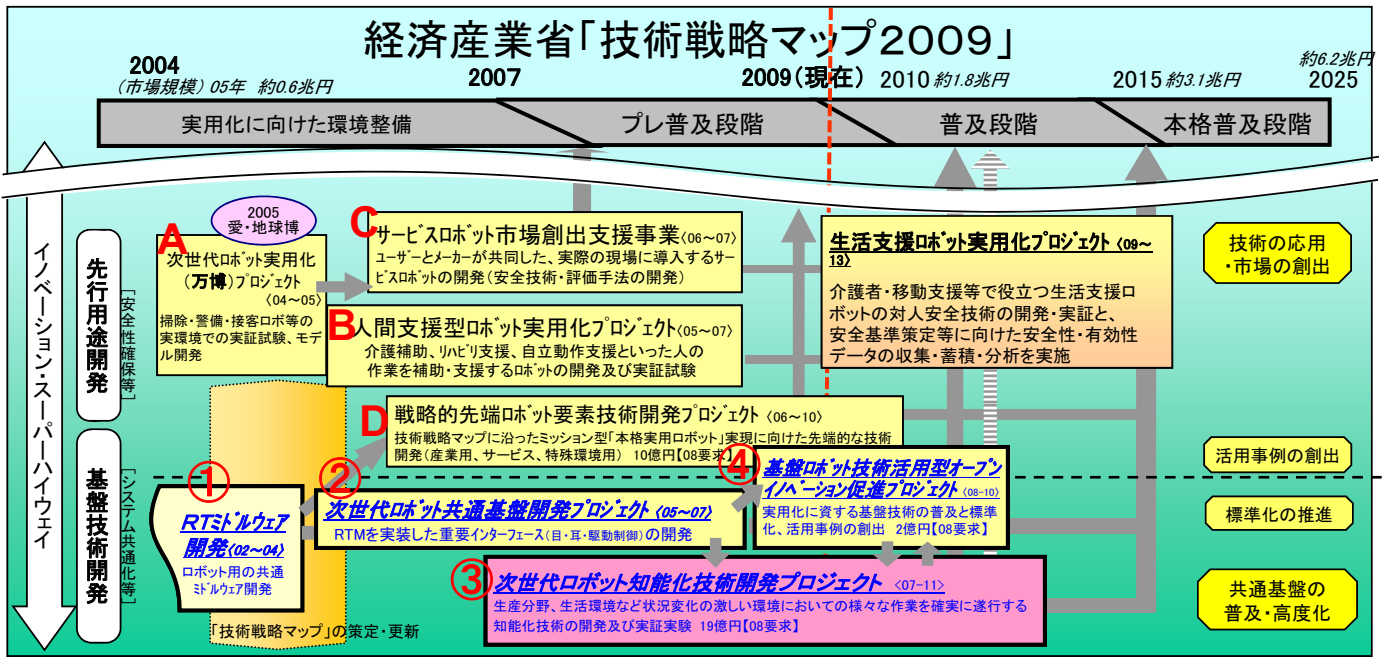 経済産業省「技術戦略マップ2009」
2004
(市場規模) 05年 約0.6兆円
2007
2009(現在)
2010 約1.8兆円
2015 約3.1兆円
約6.2兆円
2025
実用化に向けた環境整備
プレ普及段階
普及段階
本格普及段階
イノベーション・スーパーハイウェイ
先行用途開発
[安全性確保等]
基盤技術開発
[システム共通化等]
2005
愛・地球博
A
次世代ロボット実用化
(万博)プロジェクト
〈04～05〉
掃除・警備・接客ロボ等の
実環境での実証試験、モデ
ル開発
C
サービスロボット市場創出支援事業〈06～07〉
ユーザーとメーカーが共同した、実際の現場に導入するサー
ビスロボットの開発(安全技術・評価手法の開発)
B
人間支援型ロボット実用化プロジェクト〈05～07〉
介護補助、リハビリ支援、自立動作支援といった人の
作業を補助・支援するロボットの開発及び実証試験
生活支援ロボット実用化プロジェクト 〈09～
13〉
介護者・移動支援等で役立つ生活支援ロ
ボットの対人安全技術の開発・実証と、
安全基準策定等に向けた安全性・有効性
データの収集・蓄積・分析を実施
技術の応用
・市場の創出
D
戦略的先端ロボット要素技術開発プロジェクト 〈06～10〉
技術戦略マップに沿ったミッション型「本格実用ロボット」実現に向けた先端的な技術
開発(産業用、サービス、特殊環境用) 10億円【08要求】
①
RTミドルウェア
開発〈02～04〉
ロボット用の共通
ミドルウェア開発
②
次世代ロボット共通基盤開発プロジェクト 〈05～07〉
RTMを実装した重要インターフェース(目・耳・駆動制御)の開発
④
基盤ロボット技術活用型オープン
イノベーション促進プロジェクト 〈08-10〉
実用化に資する基盤技術の普及と標準
化、活用事例の創出 2億円【08要求】
活用事例の創出
標準化の推進
③
次世代ロボット知能化技術開発プロジェクト 〈07-11〉
生産分野、生活環境など状況変化の激しい環境においての様々な作業を確実に遂行する
知能化技術の開発及び実証実験 19億円【08要求】
共通基盤の
普及・高度化
「技術戦略マップ」の策定・更新